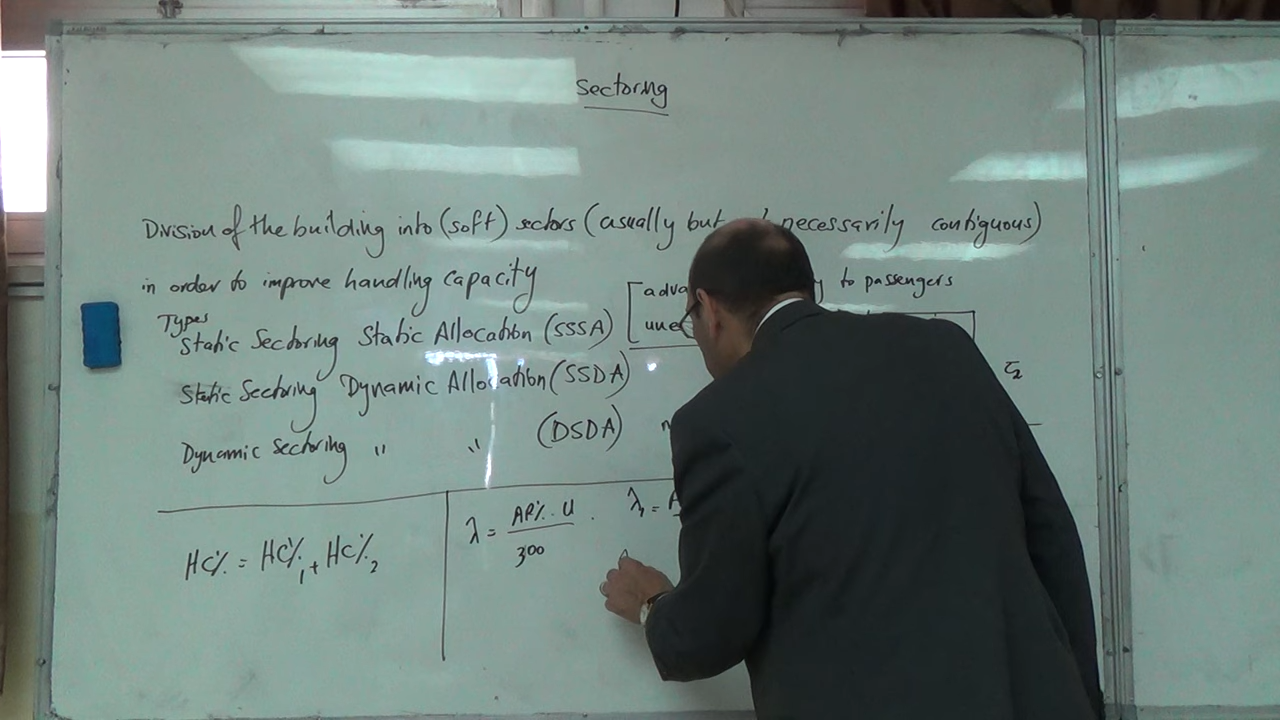 Sectoring
Division of the building into (soft) sectors (usually but necessarily contiguous)
in order to improve handling capacity
to passengers
Types
Static Sectoring Static Allocation (SSSA)
Static Sectoring Dynamic Allocation (SSDA)
τ₂
Dynamic Sectoring " " (DSDA)
HC% = HC%₁ + HC%₂
λ = AP% · U / 300 . λ₁ =